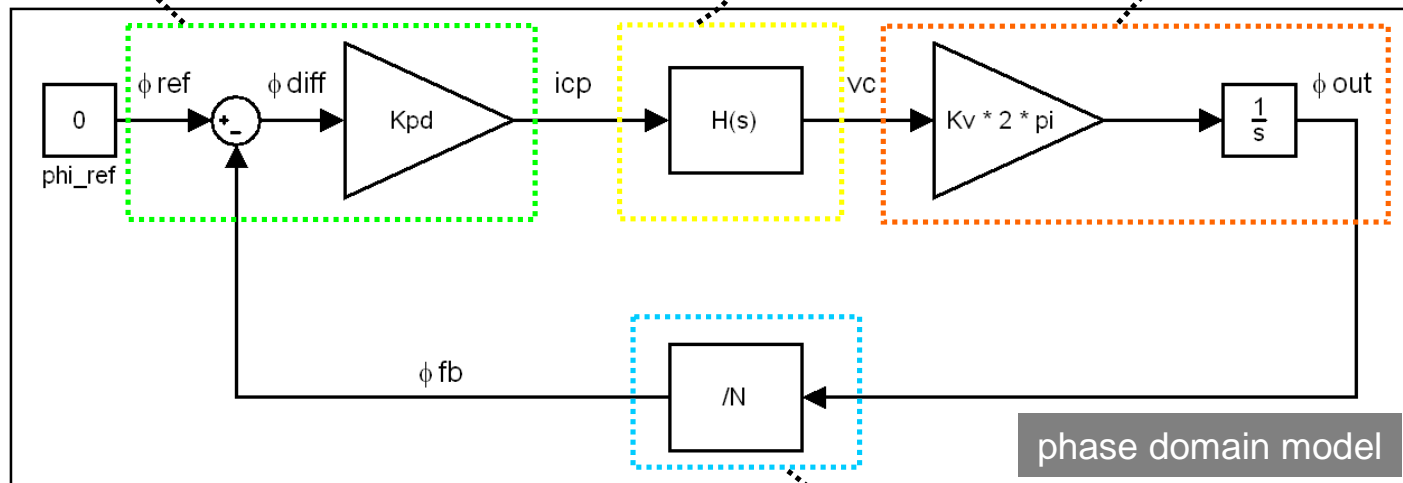 ϕ ref
ϕ diff
icp
vc
ϕ out
0
+
-
Kpd
H(s)
Kv * 2 * pi
1
s
phi_ref
ϕ fb
/N
phase domain model